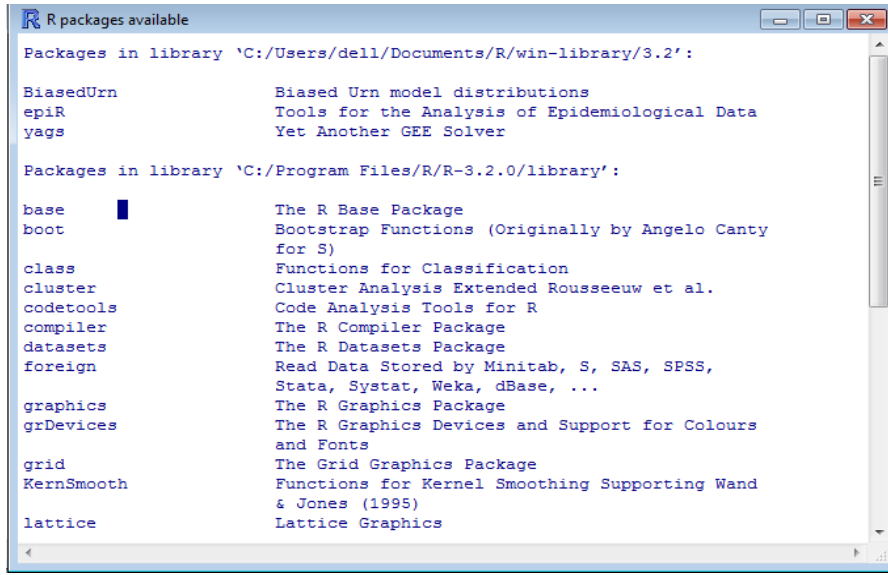 R packages available
Packages in library ‘C:/Users/dell/Documents/R/win-library/3.2’:
BiasedUrn Biased Urn model distributions
epiR Tools for the Analysis of Epidemiological Data
yags Yet Another GEE Solver
Packages in library ‘C:/Program Files/R/R-3.2.0/library’:
base The R Base Package
boot Bootstrap Functions (Originally by Angelo Canty
for S)
class Functions for Classification
cluster Cluster Analysis Extended Rousseeuw et al.
codetools Code Analysis Tools for R
compiler The R Compiler Package
datasets The R Datasets Package
foreign Read Data Stored by Minitab, S, SAS, SPSS,
Stata, Systat, Weka, dBase, ...
graphics The R Graphics Package
grDevices The R Graphics Devices and Support for Colours
and Fonts
grid The Grid Graphics Package
KernSmooth Functions for Kernel Smoothing Supporting Wand
& Jones (1995)
lattice Lattice Graphics